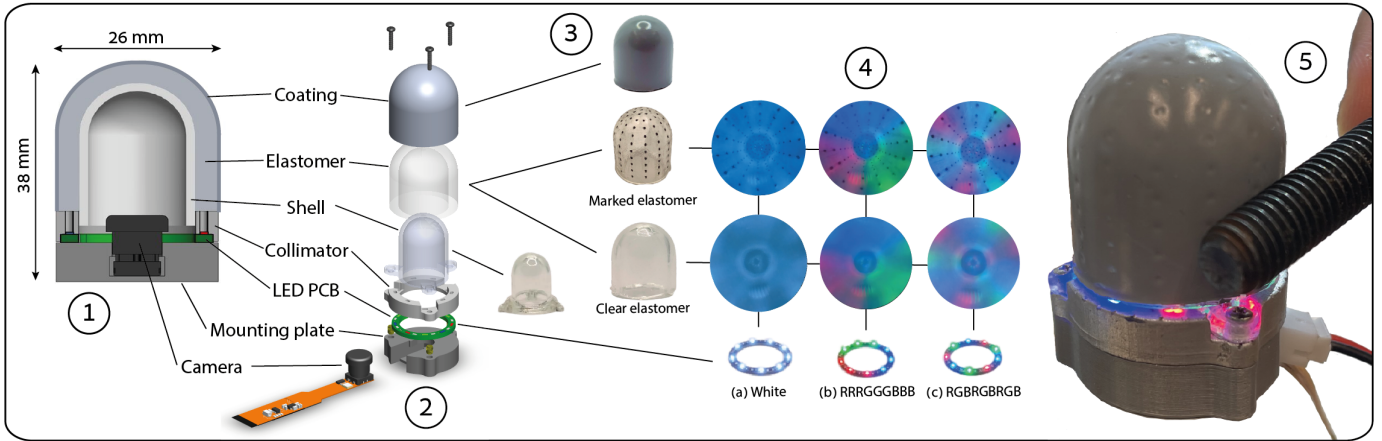 26 mm
38 mm
1
Coating
Elastomer
Shell
Collimator
LED PCB
Mounting plate
Camera
2
3
Marked elastomer
Clear elastomer
4
(a) White
(b) RRRGGGBBB
(c) RGBRGBRGB
5